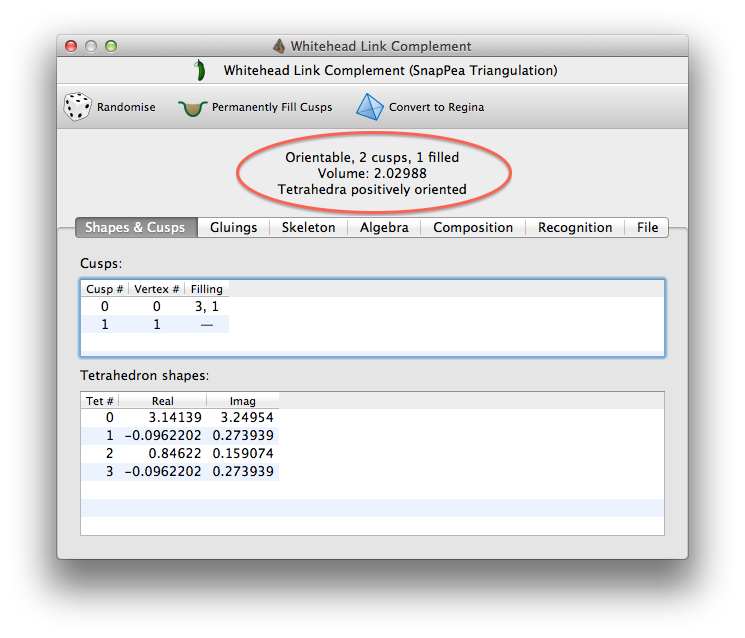 Whitehead Link Complement
Whitehead Link Complement (SnapPea Triangulation)
Randomise Permanently Fill Cusps Convert to Regina
Orientable, 2 cusps, 1 filled
Volume: 2.02988
Tetrahedra positively oriented
Shapes & Cusps Gluings Skeleton Algebra Composition Recognition File
Cusps:
Cusp # Vertex # Filling
0 0 3, 1
1 1 —
Tetrahedron shapes:
Tet # Real Imag
0 3.14139 3.24954
1 -0.0962202 0.273939
2 0.84622 0.159074
3 -0.0962202 0.273939